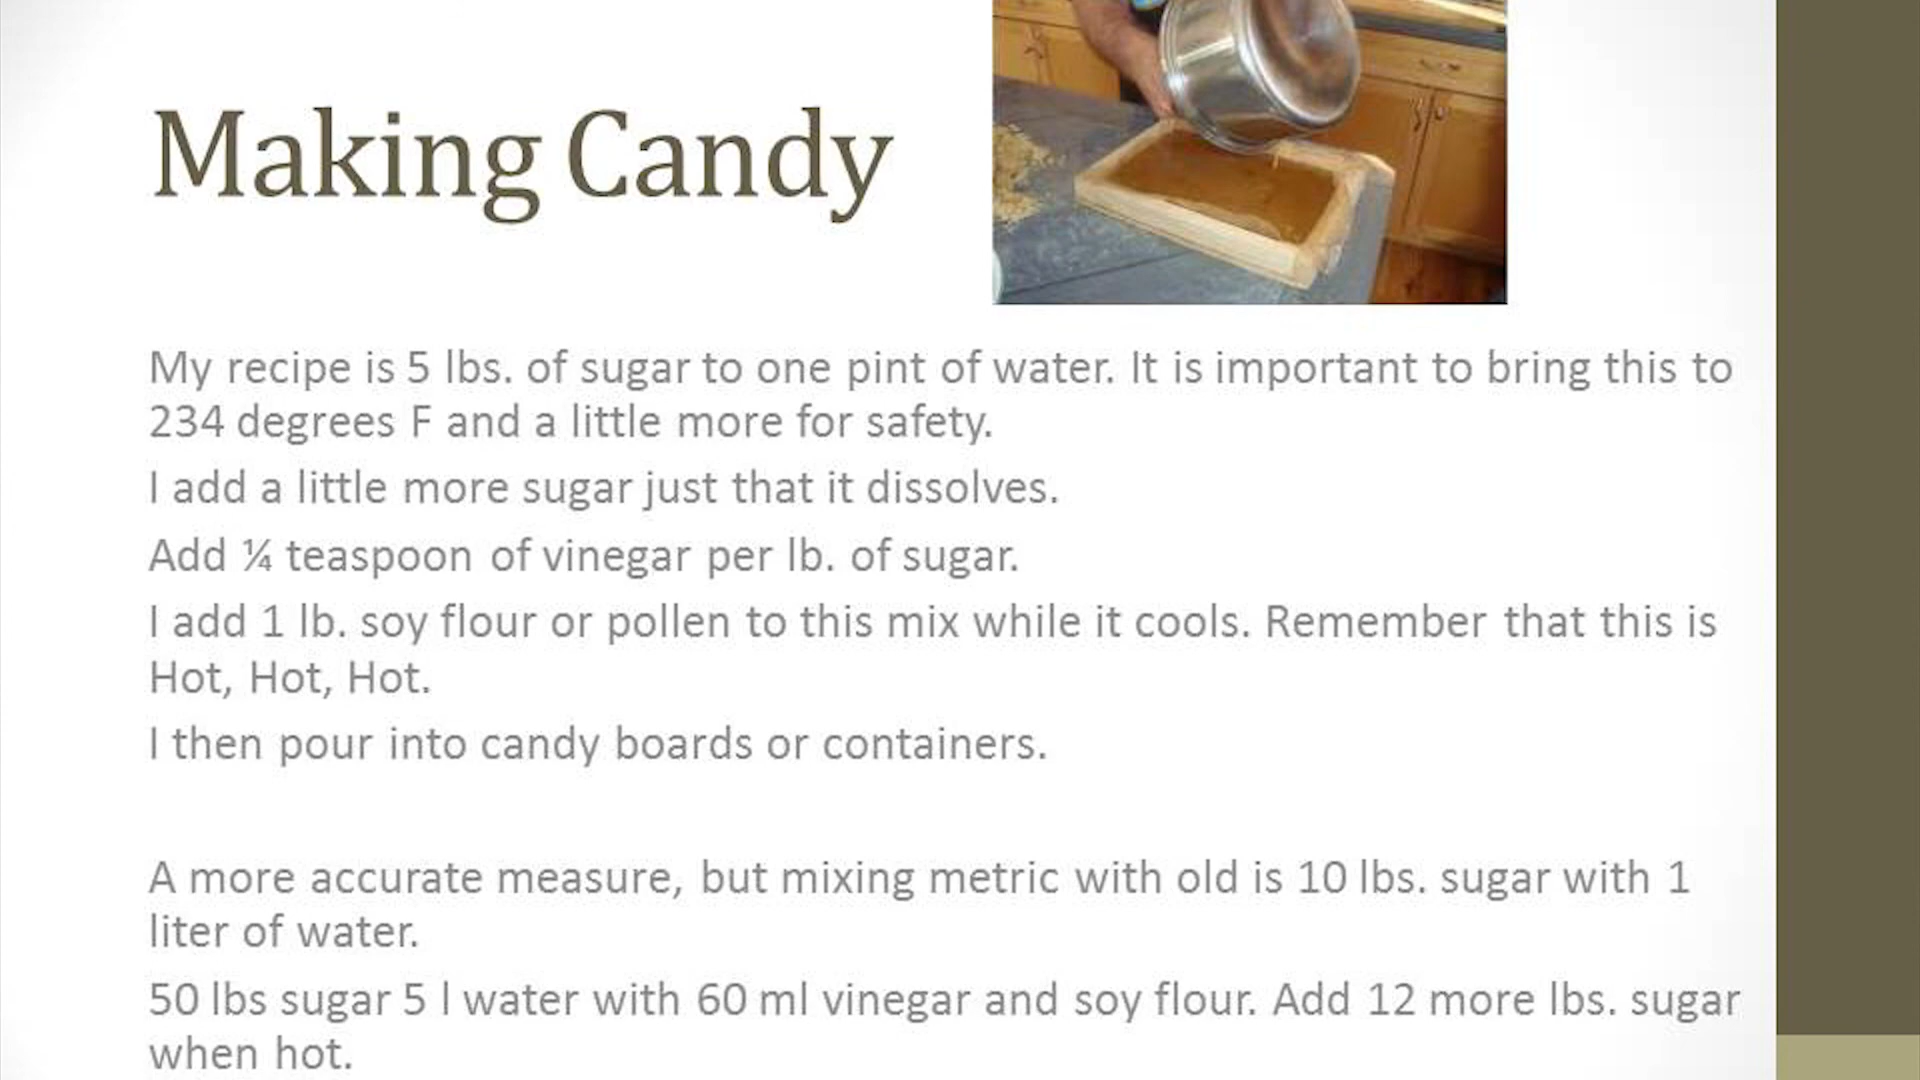 Making Candy
My recipe is 5 lbs. of sugar to one pint of water. It is important to bring this to
234 degrees F and a little more for safety.
I add a little more sugar just that it dissolves.
Add ¼ teaspoon of vinegar per lb. of sugar.
I add 1 lb. soy flour or pollen to this mix while it cools. Remember that this is
Hot, Hot, Hot.
I then pour into candy boards or containers.
A more accurate measure, but mixing metric with old is 10 lbs. sugar with 1
liter of water.
50 lbs sugar 5 l water with 60 ml vinegar and soy flour. Add 12 more lbs. sugar
when hot.